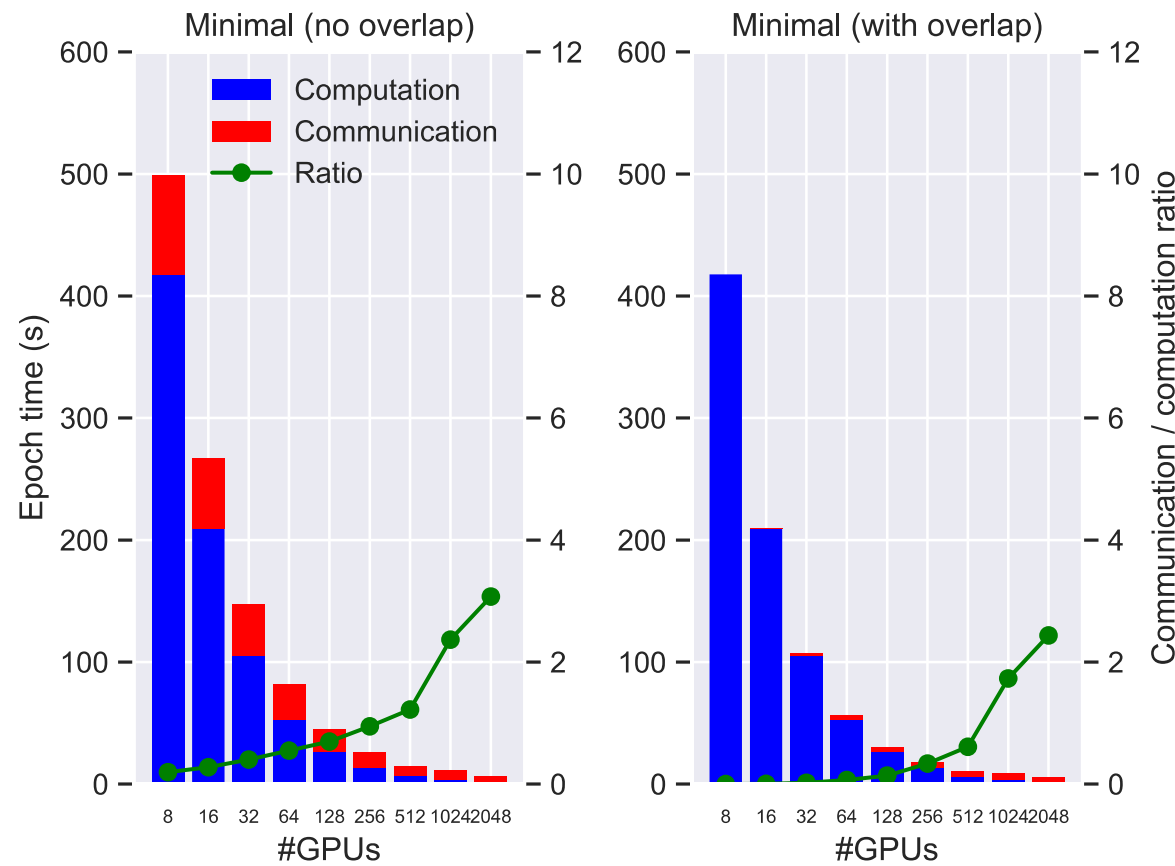 Minimal (no overlap)
Minimal (with overlap)
Computation
Communication
Ratio
600
500
400
300
200
100
0
12
10
8
6
4
2
0
600
500
400
300
200
100
0
12
10
8
6
4
2
0
Epoch time (s)
Communication / computation ratio
8 16 32 64 128 256 512 1024 2048
8 16 32 64 128 256 512 1024 2048
#GPUs
#GPUs